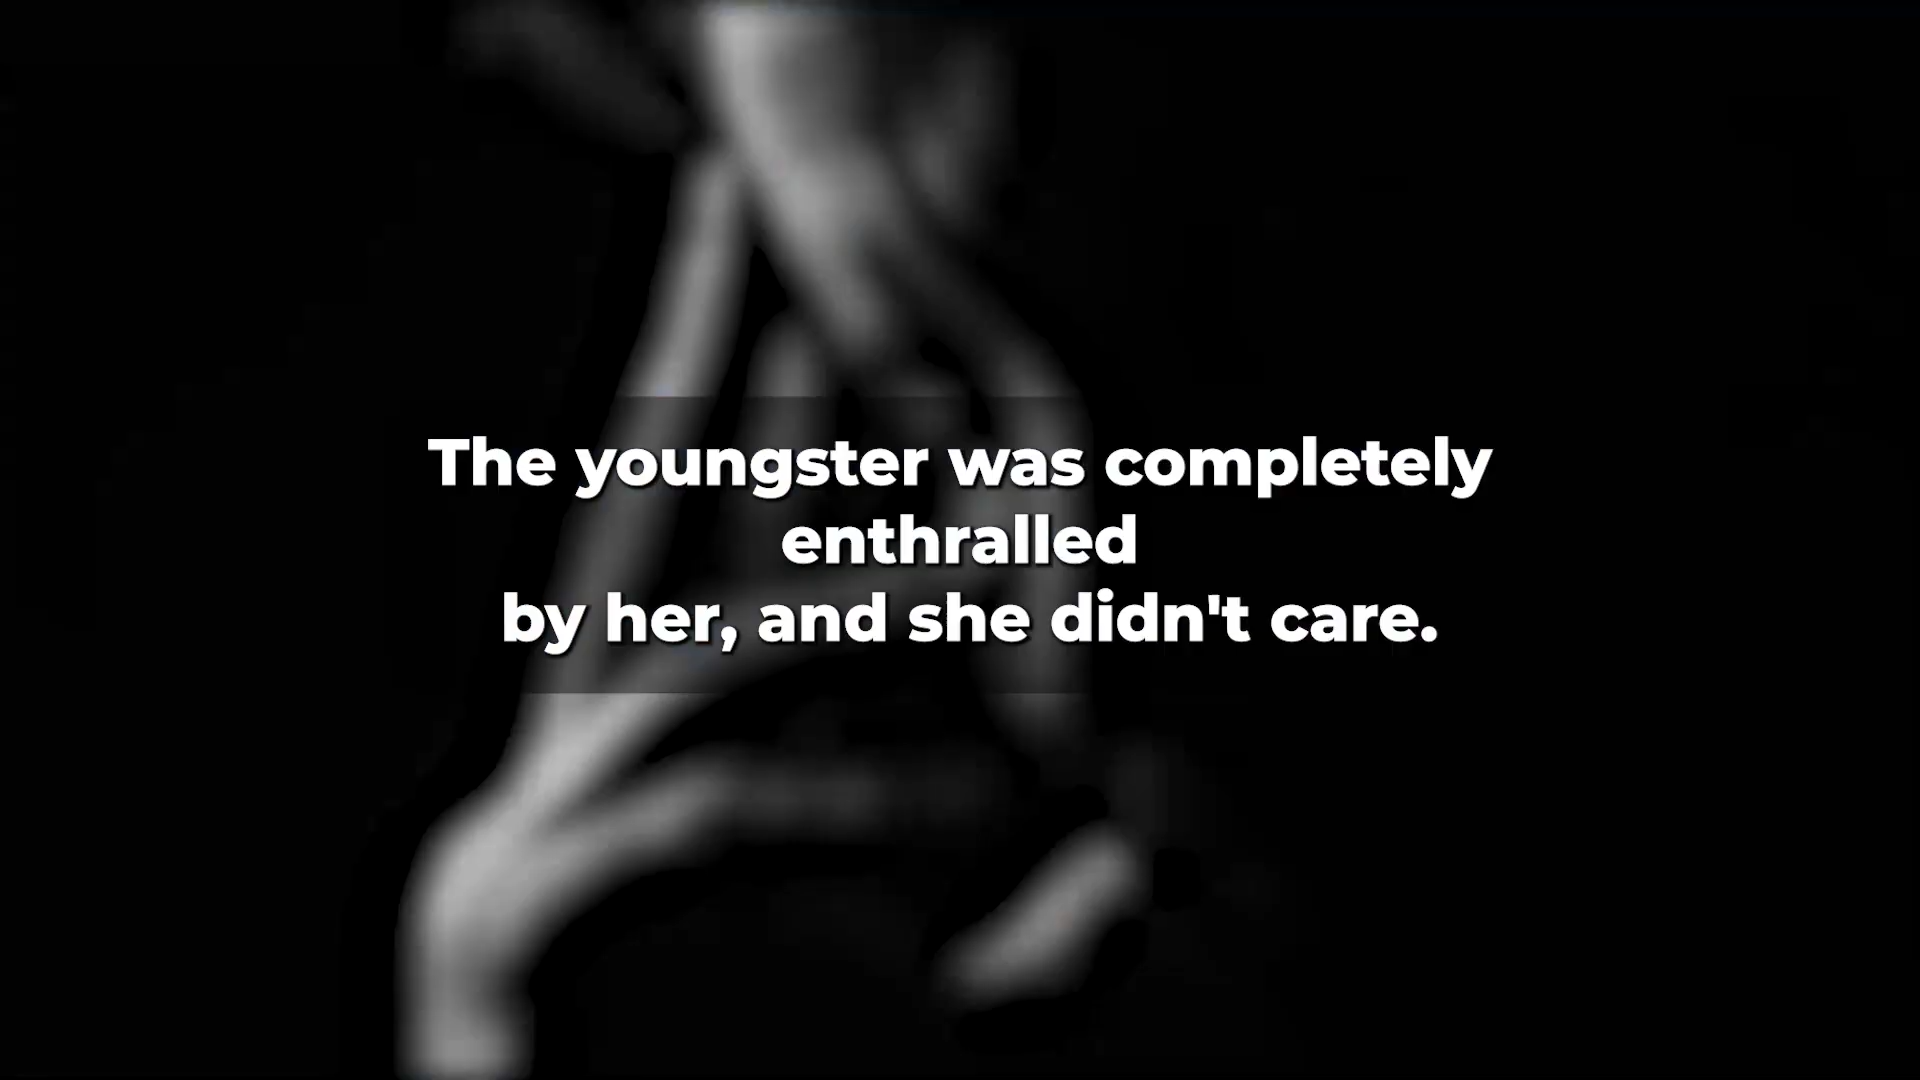 The youngster was completely
enthralled
by her, and she didn't care.